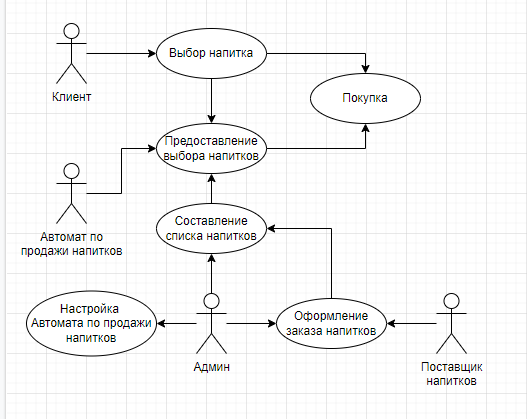 Выбор напитка
Клиент
Покупка
Предоставление
выбора напитков
Автомат по
продажи напитков
Составление
списка напитков
Настройка
Автомата по продажи
напитков
Админ
Оформление
заказа напитков
Поставщик
напитков